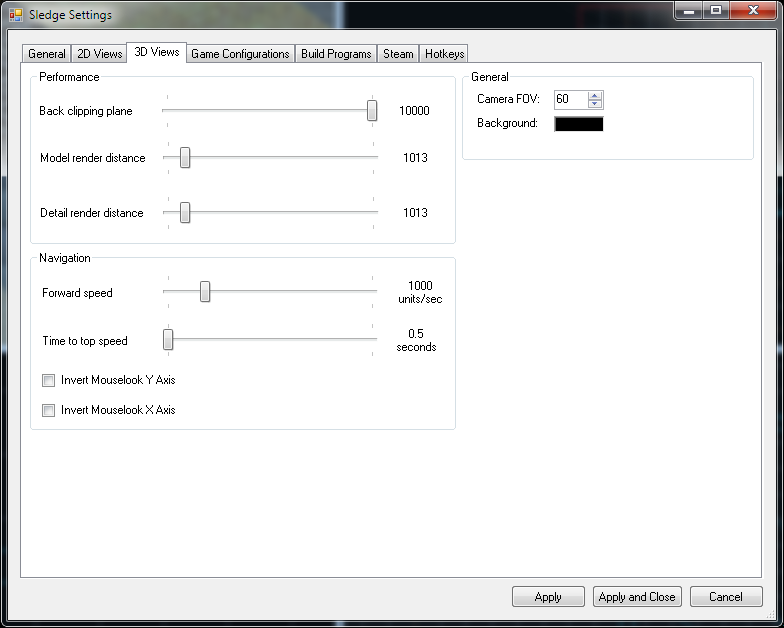 Sledge Settings
General
2D Views
3D Views
Game Configurations
Build Programs
Steam
Hotkeys
Performance
Back clipping plane
10000
Model render distance
1013
Detail render distance
1013
Navigation
Forward speed
1000
units/sec
Time to top speed
0.5
seconds
Invert Mouselook Y Axis
Invert Mouselook X Axis
General
Camera FOV:
60
Background:
Apply
Apply and Close
Cancel